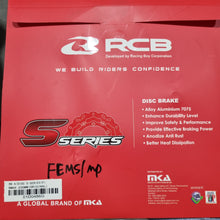 RCB
Developed by Racing Boy Corporation
WE BUILD RIDERS CONFIDENCE
DISC BRAKE
• Alloy Aluminium 7075
• Enhance Durability Level
• Improve Safety & Performance
• Provide Effective Braking Power
• Anodize Anti Rust
• Better Heat Dissipation
S SERIES
FEMS/MP
MKA
A GLOBAL BRAND OF MKA